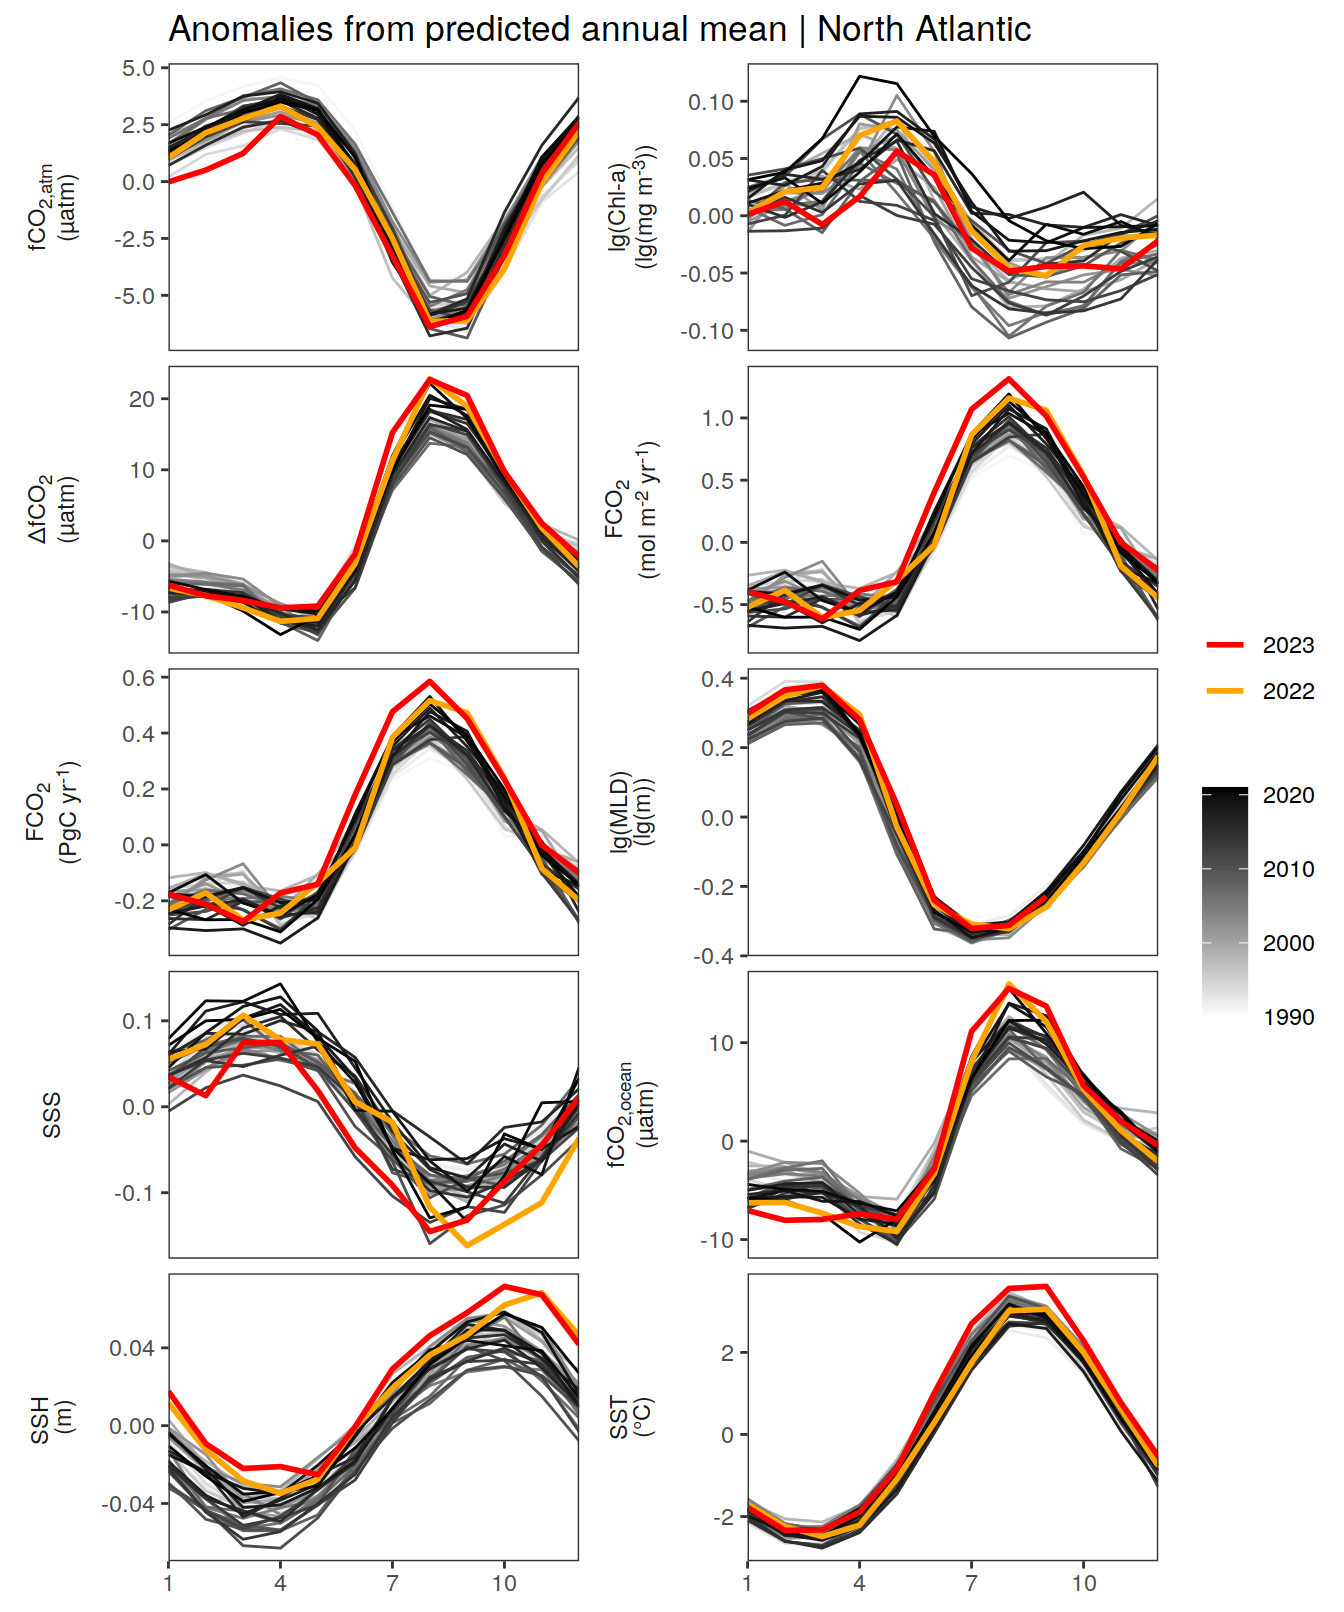 Anomalies from predicted annual mean | North Atlantic
fCO2,atm
(µatm)
5.0
2.5
0.0
-2.5
-5.0
lg(Chl-a)
(lg(mg m-3))
0.10
0.05
0.00
-0.05
-0.10
ΔfCO2
(µatm)
20
10
0
-10
FCO2
(mol m-2 yr-1)
1.0
0.5
0.0
-0.5
FCO2
(PgC yr-1)
0.6
0.4
0.2
0.0
-0.2
lg(MLD)
(lg(m))
0.4
0.2
0.0
-0.2
-0.4
SSS
0.1
0.0
-0.1
fCO2,ocean
(µatm)
10
0
-10
SSH
(m)
0.04
0.00
-0.04
1
4
7
10
SST
(°C)
2
0
-2
1
4
7
10
2023
2022
2020
2010
2000
1990